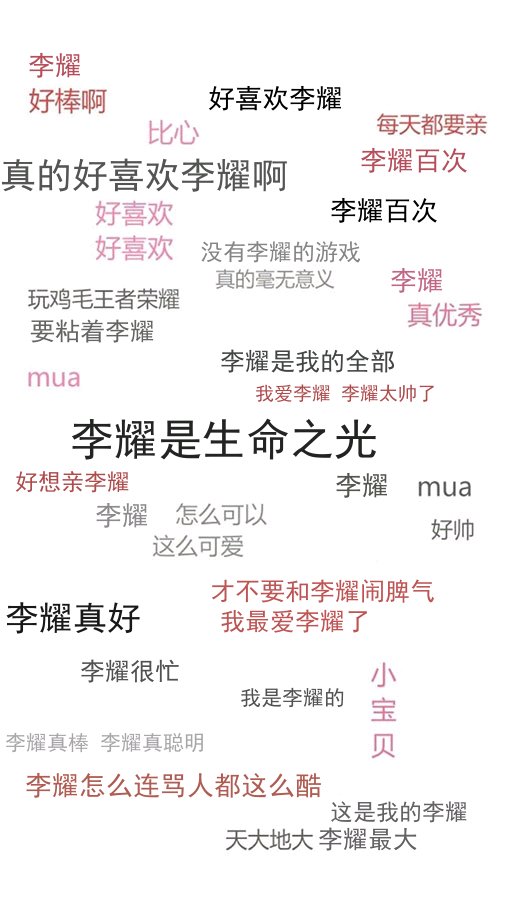 李耀
好棒啊
好喜欢李耀
比心
每天都要亲
李耀百次
真的好喜欢李耀啊
好喜欢
李耀百次
好喜欢
没有李耀的游戏
真的毫无意义
李耀
玩鸡毛王者荣耀
真优秀
要粘着李耀
李耀是我的全部
mua
我爱李耀 李耀太帅了
李耀是生命之光
好想亲李耀
李耀
mua
李耀
怎么可以
好帅
这么可爱
才不要和李耀闹脾气
李耀真好
我最爱李耀了
李耀很忙
小宝贝
我是李耀的
李耀真棒 李耀真聪明
李耀怎么连骂人都这么酷
这是我的李耀
天大地大 李耀最大